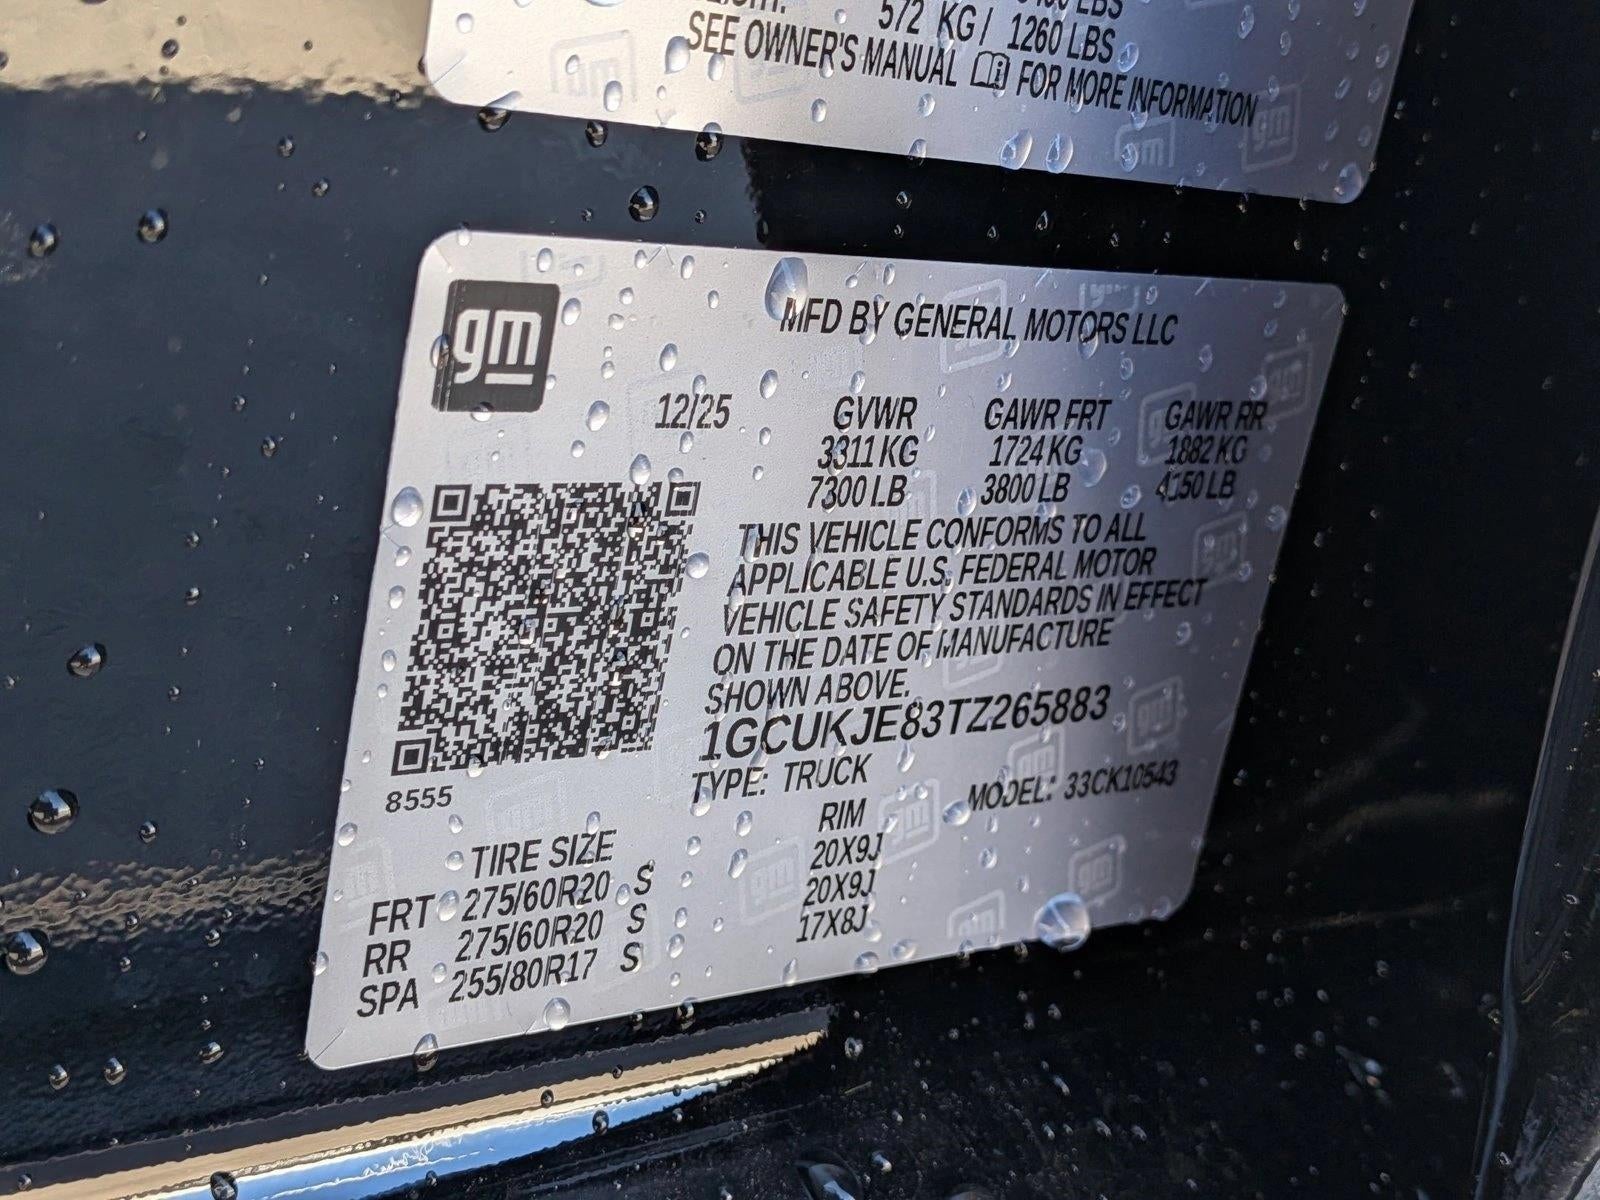 572 KG / 1260 LBS
SEE OWNER'S MANUAL FOR MORE INFORMATION
gm
MFD BY GENERAL MOTORS LLC
12/25 GVWR GAWR FRT GAWR RR
3311 KG 1724 KG 1882 KG
7300 LB 3800 LB 4150 LB
THIS VEHICLE CONFORMS TO ALL
APPLICABLE U.S. FEDERAL MOTOR
VEHICLE SAFETY STANDARDS IN EFFECT
ON THE DATE OF MANUFACTURE
SHOWN ABOVE.
1GCUKJE83TZ265883
TYPE: TRUCK MODEL: 33CK10543
8555
TIRE SIZE RIM
FRT 275/60R20 S 20X9J
RR 275/60R20 S 20X9J
SPA 255/80R17 S 17X8J